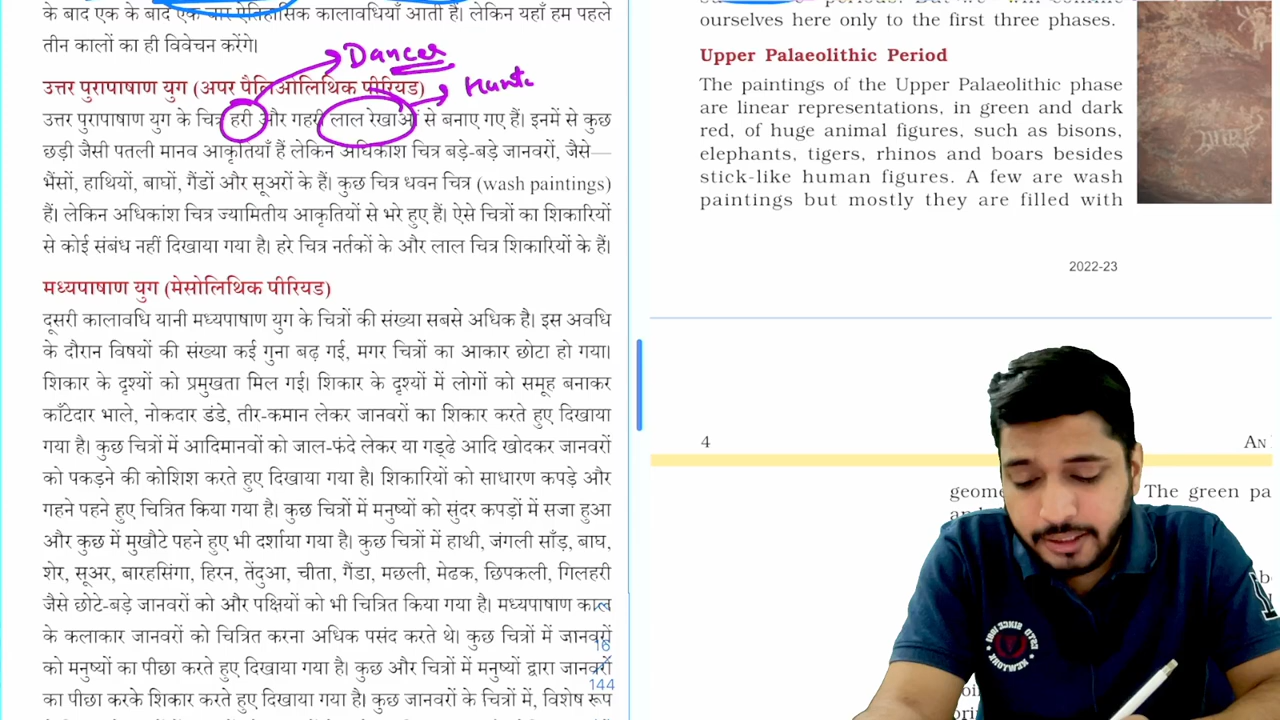 के बाद एक के बाद एक चार ऐतिहासिक कालावधियाँ आती हैं। लेकिन यहाँ हम पहले
तीन कालों का ही विवेचन करेंगे।
Dancer
Hunte
उत्तर पुरापाषाण युग (अपर पैलिओलिथिक पीरियड)
उत्तर पुरापाषाण युग के चित्र हरी और गहरी लाल रेखाओं से बनाए गए हैं। इनमें से कुछ
छड़ी जैसी पतली मानव आकृतियाँ हैं लेकिन अधिकांश चित्र बड़े-बड़े जानवरों, जैसे—
भैंसों, हाथियों, बाघों, गैंडों और सूअरों के हैं। कुछ चित्र धवन चित्र (wash paintings)
हैं। लेकिन अधिकांश चित्र ज्यामितीय आकृतियों से भरे हुए हैं। ऐसे चित्रों का शिकारियों
से कोई संबंध नहीं दिखाया गया है। हरे चित्र नर्तकों के और लाल चित्र शिकारियों के हैं।
मध्यपाषाण युग (मेसोलिथिक पीरियड)
दूसरी कालावधि यानी मध्यपाषाण युग के चित्रों की संख्या सबसे अधिक है। इस अवधि
के दौरान विषयों की संख्या कई गुना बढ़ गई, मगर चित्रों का आकार छोटा हो गया।
शिकार के दृश्यों को प्रमुखता मिल गई। शिकार के दृश्यों में लोगों को समूह बनाकर
काँटेदार भाले, नोकदार डंडे, तीर-कमान लेकर जानवरों का शिकार करते हुए दिखाया
गया है। कुछ चित्रों में आदिमानवों को जाल-फंदे लेकर या गड्ढे आदि खोदकर जानवरों
को पकड़ने की कोशिश करते हुए दिखाया गया है। शिकारियों को साधारण कपड़े और
गहने पहने हुए चित्रित किया गया है। कुछ चित्रों में मनुष्यों को सुंदर कपड़ों में सजा हुआ
और कुछ में मुखौटे पहने हुए भी दर्शाया गया है। कुछ चित्रों में हाथी, जंगली साँड़, बाघ,
शेर, सूअर, बारहसिंगा, हिरन, तेंदुआ, चीता, गैंडा, मछली, मेढक, छिपकली, गिलहरी
जैसे छोटे-बड़े जानवरों को और पक्षियों को भी चित्रित किया गया है। मध्यपाषाण काल
के कलाकार जानवरों को चित्रित करना अधिक पसंद करते थे। कुछ चित्रों में जानवरों
को मनुष्यों का पीछा करते हुए दिखाया गया है। कुछ और चित्रों में मनुष्यों द्वारा जानवरों
का पीछा करके शिकार करते हुए दिखाया गया है। कुछ जानवरों के चित्रों में, विशेष रूप
16
144
ourselves here only to the first three phases.
Upper Palaeolithic Period
The paintings of the Upper Palaeolithic phase
are linear representations, in green and dark
red, of huge animal figures, such as bisons,
elephants, tigers, rhinos and boars besides
stick-like human figures. A few are wash
paintings but mostly they are filled with
2022-23
4
AN
geome
The green pa
ESTD SINCE 1981
NEWYORK